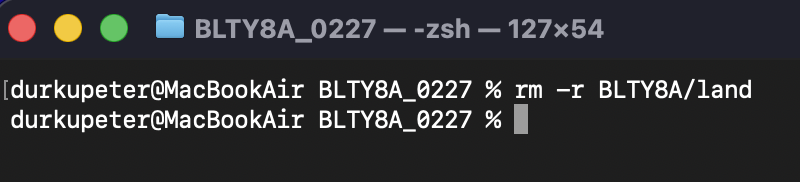 BLTY8A_0227 — -zsh — 127×54
[durkupeter@MacBookAir BLTY8A_0227 % rm -r BLTY8A/land
durkupeter@MacBookAir BLTY8A_0227 %